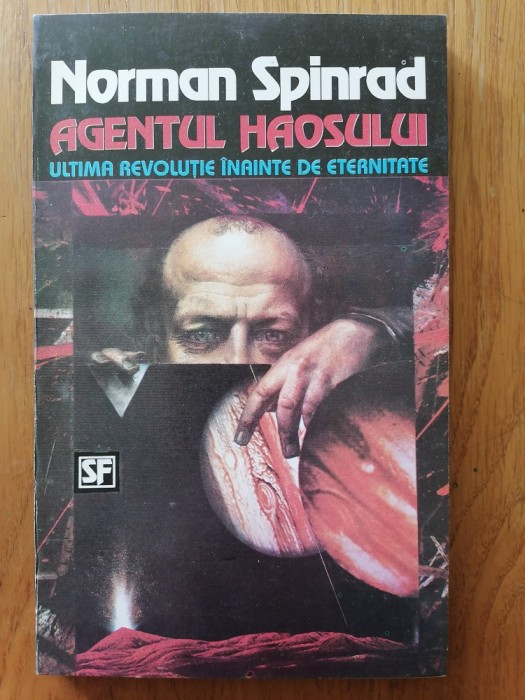 Norman Spinrad
AGENTUL HAOSULUI
ULTIMA REVOLUȚIE ÎNAINTE DE ETERNITATE
SF